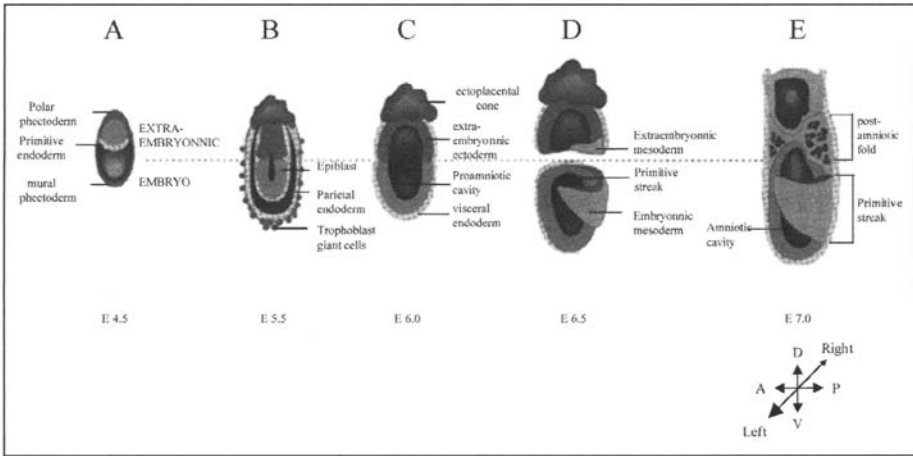 A
B
C
D
E
Polar
phectoderm
Primitive
endoderm
mural
phectoderm
EXTRA-
EMBRYONNIC
EMBRYO
Epiblast
Parietal
endoderm
Trophoblast
giant cells
ectoplacental
cone
extra-
embryonnic
ectoderm
Proamniotic
cavity
visceral
endoderm
Extraembryonnic
mesoderm
Primitive
streak
Embryonnic
mesoderm
Amniotic
cavity
post-
amniotic
fold
Primitive
streak
E 4.5
E 5.5
E 6.0
E 6.5
E 7.0
D
Right
A
P
V
Left